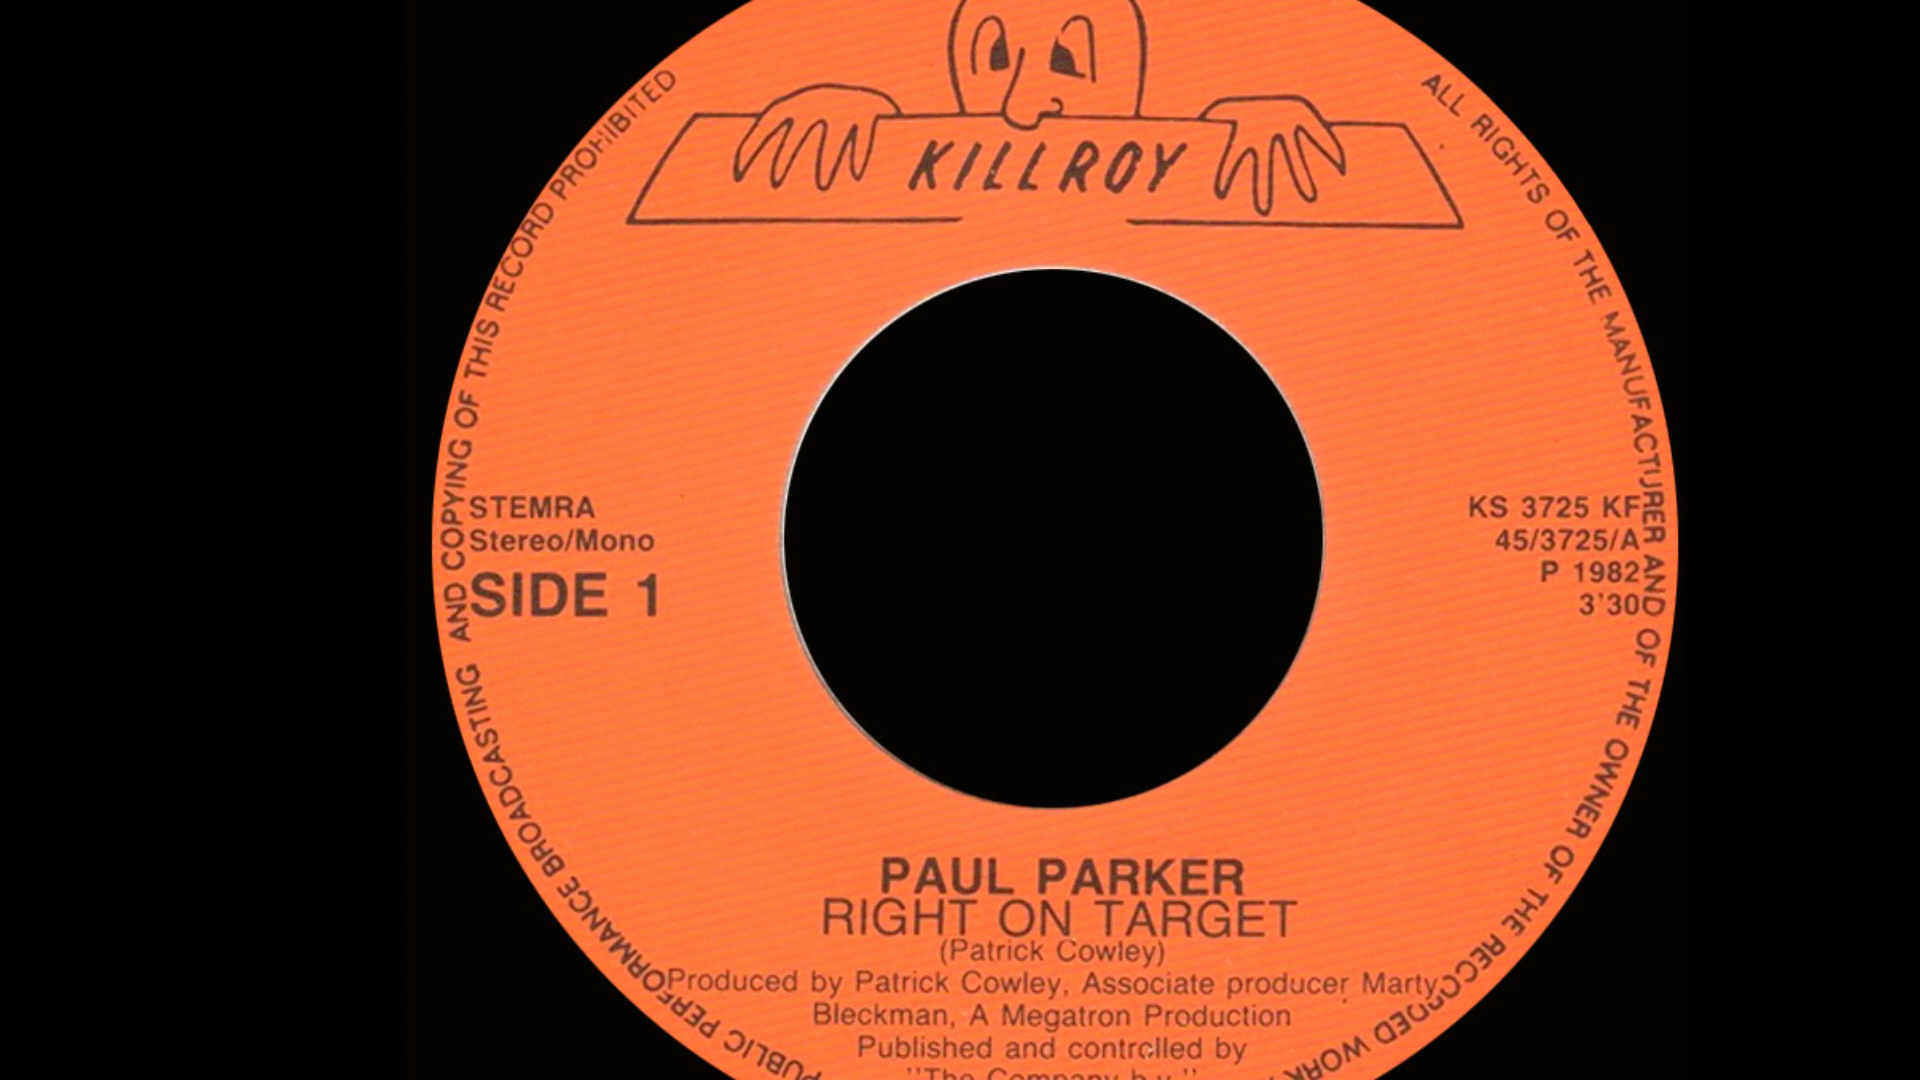 KILLROY
ALL RIGHTS OF THE MANUFACTURER AND OF THE OWNER OF THE RECORDED WORK
PUBLIC PERFORMANCE BROADCASTING AND COPYING OF THIS RECORD PROHIBITED
STEMRA
Stereo/Mono
SIDE 1
KS 3725 KF
45/3725/A
P 1982
3'30
PAUL PARKER
RIGHT ON TARGET
(Patrick Cowley)
Produced by Patrick Cowley, Associate producer Marty
Bleckman, A Megatron Production
Published and controlled by
"The Company b.v."